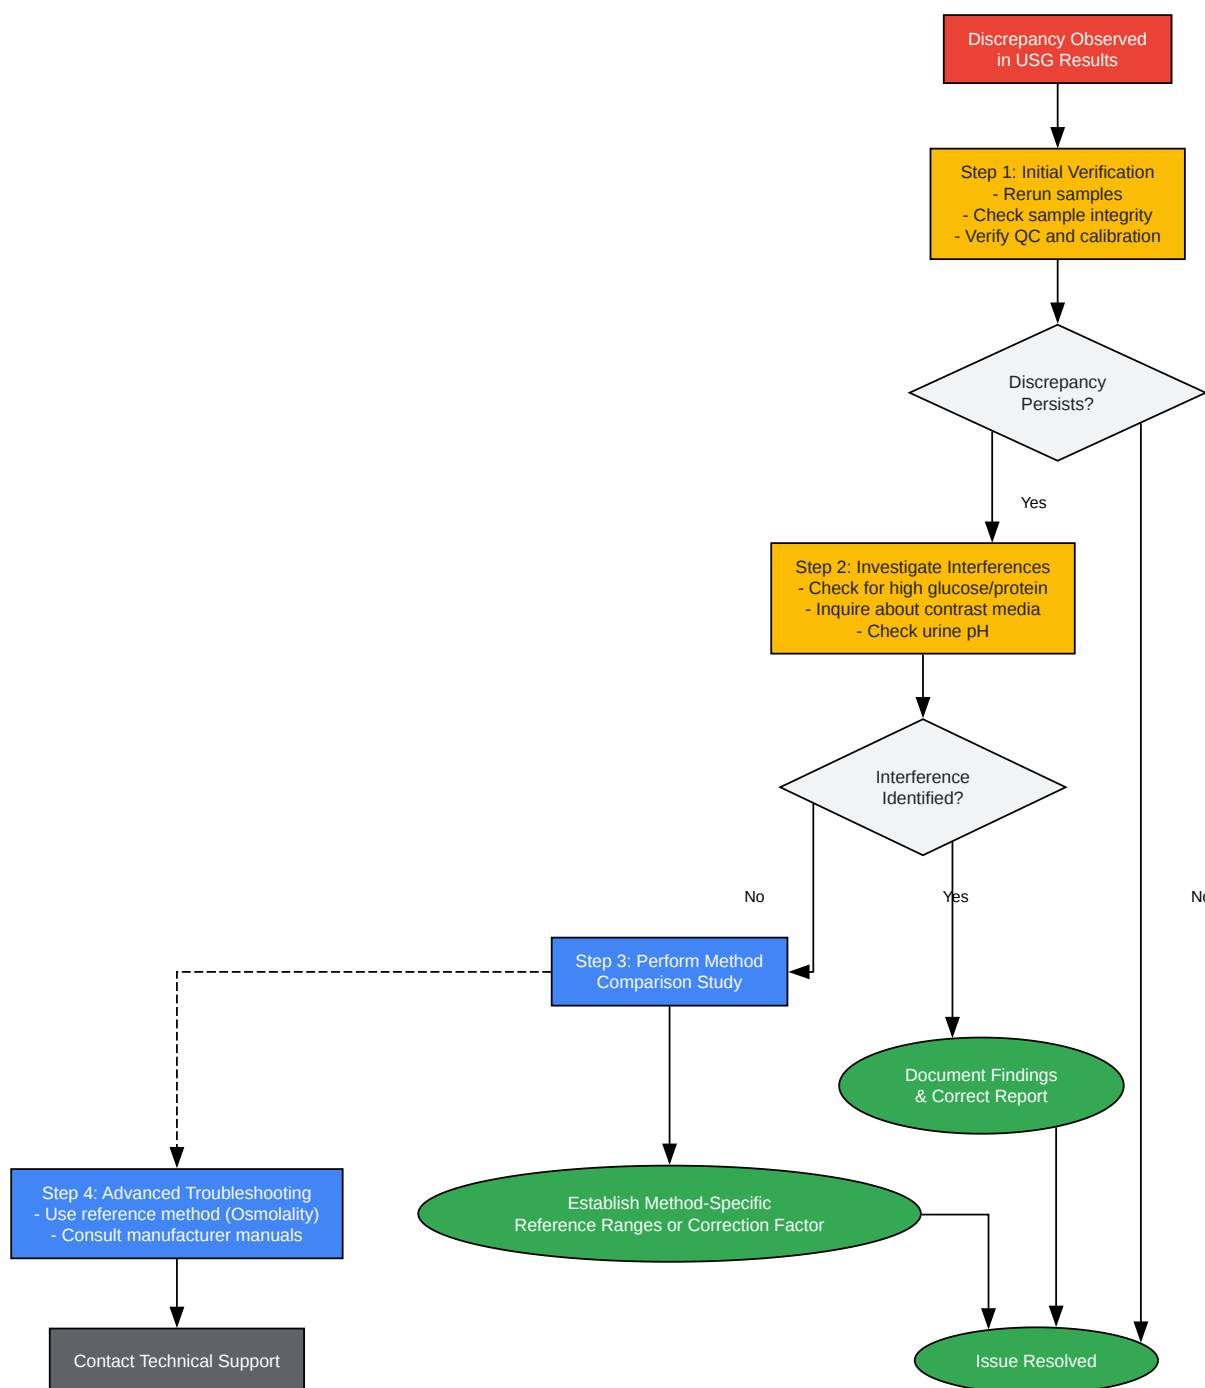 Discrepancy Observed
in USG Results
Step 1: Initial Verification
- Rerun samples
- Check sample integrity
- Verify QC and calibration
Discrepancy
Persists?
Yes
Step 2: Investigate Interferences
- Check for high glucose/protein
- Inquire about contrast media
- Check urine pH
Interference
Identified?
No
Yes
No
Step 3: Perform Method
Comparison Study
Document Findings
& Correct Report
Step 4: Advanced Troubleshooting
- Use reference method (Osmolality)
- Consult manufacturer manuals
Establish Method-Specific
Reference Ranges or Correction Factor
Contact Technical Support
Issue Resolved